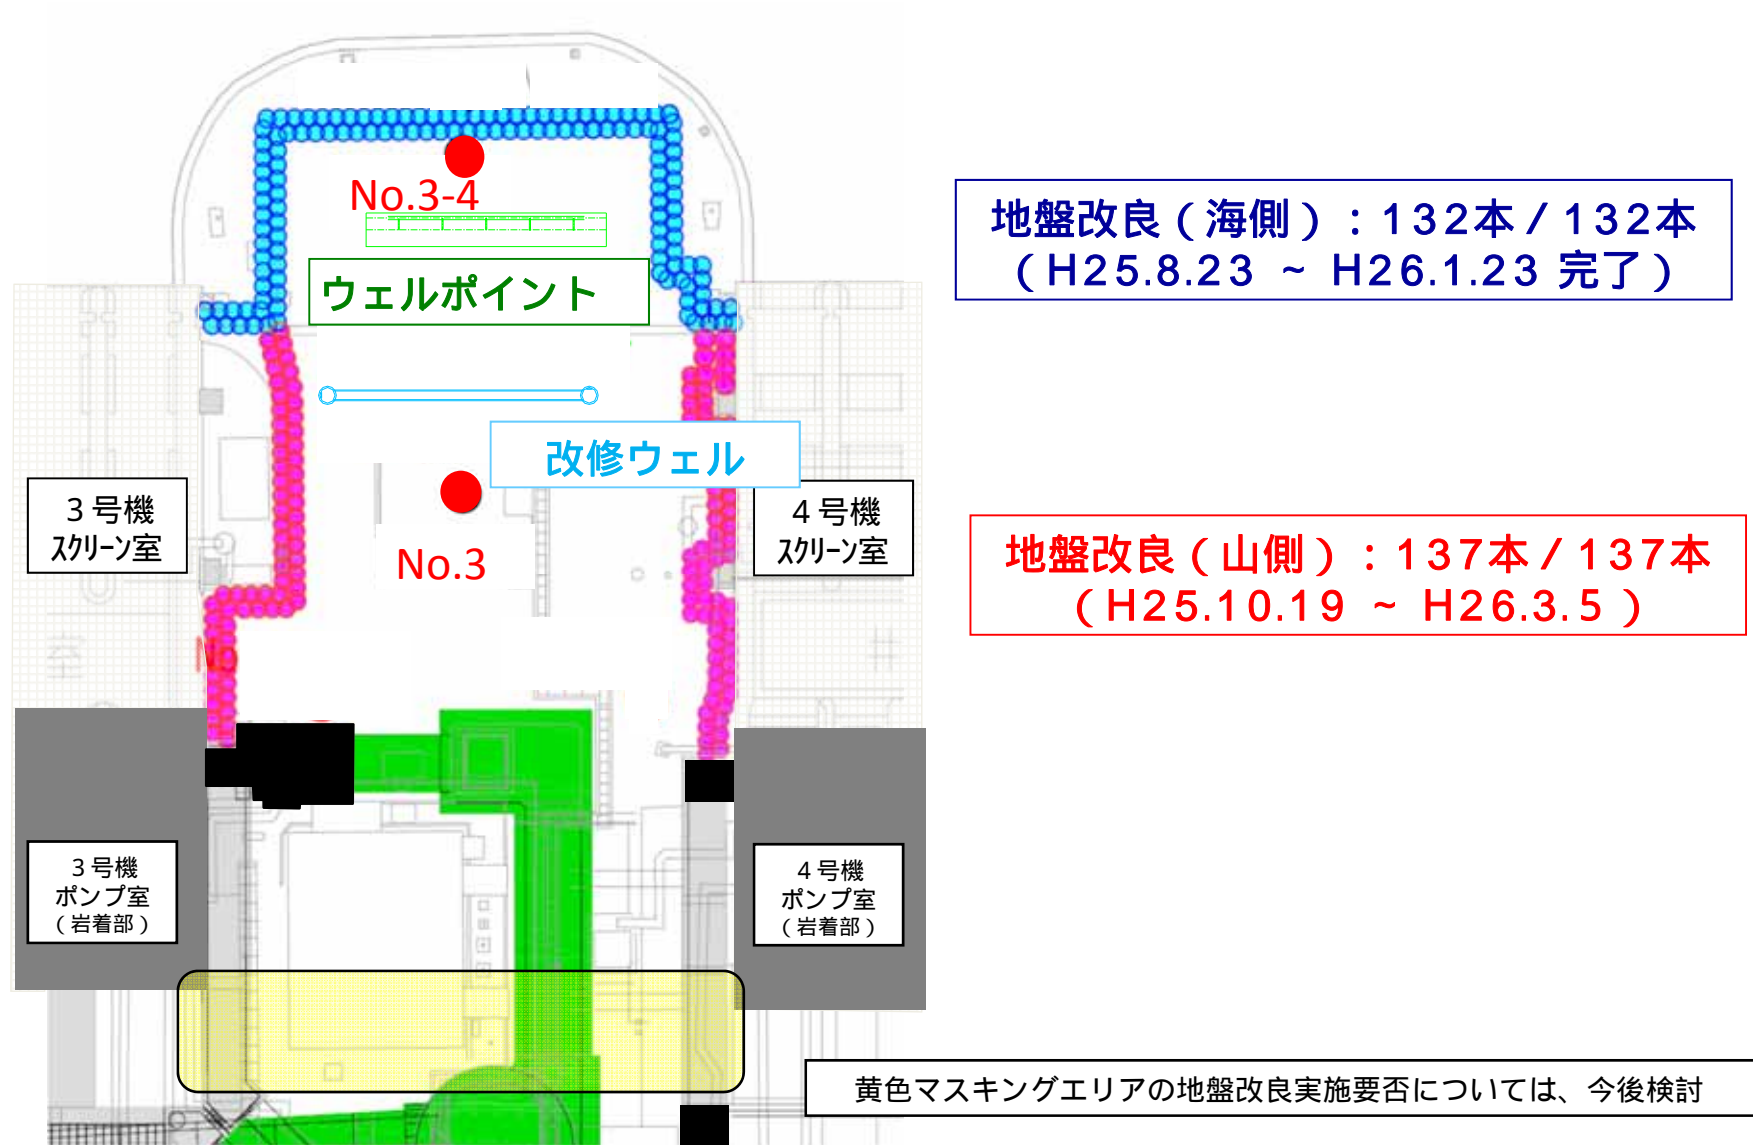 No.3-4
ウェルポイント
改修ウェル
No.3
3号機
スクリーン室
4号機
スクリーン室
3号機
ポンプ室
(岩着部)
4号機
ポンプ室
(岩着部)
地盤改良(海側):132本/132本
(H25.8.23 ~ H26.1.23 完了)
地盤改良(山側):137本/137本
(H25.10.19 ~ H26.3.5 )
黄色マスキングエリアの地盤改良実施要否については、今後検討